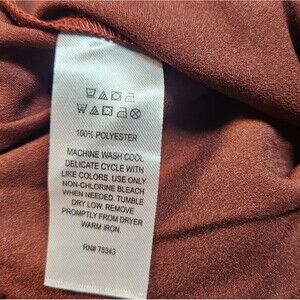 100% POLYESTER
MACHINE WASH COOL
DELICATE CYCLE WITH
LIKE COLORS. USE ONLY
NON-CHLORINE BLEACH
WHEN NEEDED. TUMBLE
DRY LOW. REMOVE
PROMPTLY FROM DRYER
WARM IRON.
RN# 75343